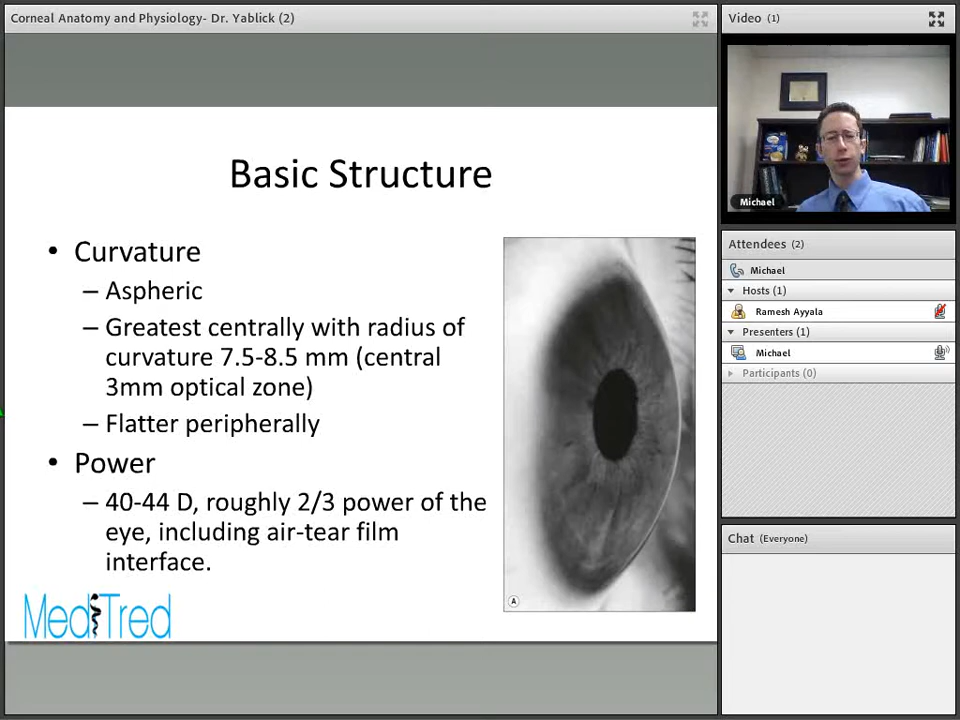 Corneal Anatomy and Physiology- Dr. Yablick (2)
Basic Structure
• Curvature
– Aspheric
– Greatest centrally with radius of
curvature 7.5-8.5 mm (central
3mm optical zone)
– Flatter peripherally
• Power
– 40-44 D, roughly 2/3 power of the
eye, including air-tear film
interface.
A
MedTred
Video (1)
Michael
Attendees (2)
Michael
Hosts (1)
Ramesh Ayyala
Presenters (1)
Michael
Participants (0)
Chat (Everyone)